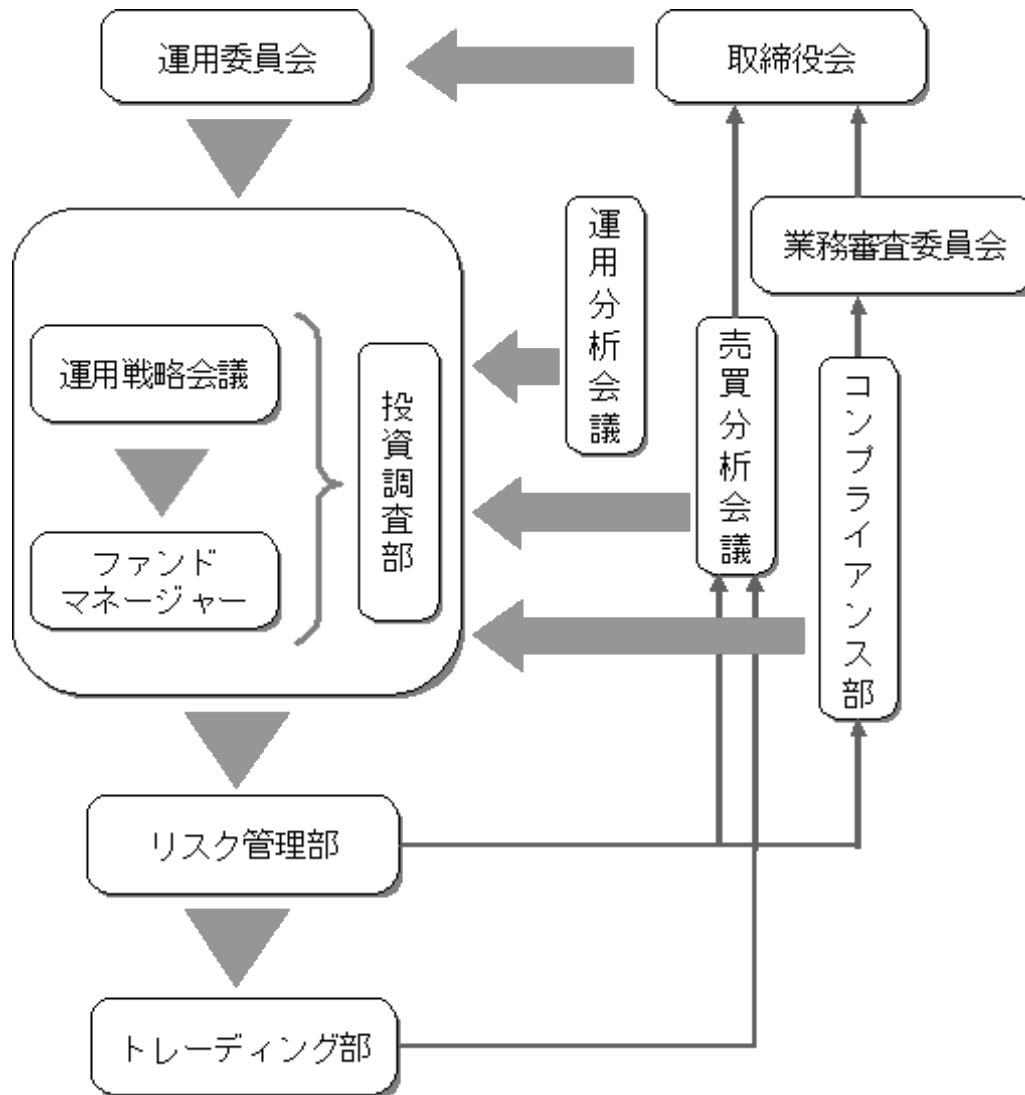 運用委員会
取締役会
運用分析会議
業務審査委員会
売買分析会議
コンプライアンス部
運用戦略会議
投資調査部
ファンド
マネージャー
リスク管理部
トレーディング部